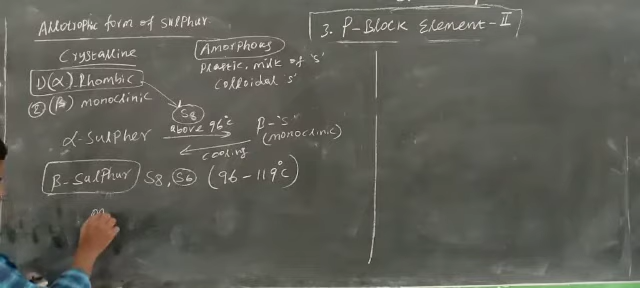 Allotropic form of sulphur
Crystalline
1)(α) Rhombic
②(β) monoclinic
Amorphous
Plastic, milk of 's'
colloidal 's'
S8
α-sulpher above 96°c β-'s'
(monoclinic)
cooling
B-Sulphur S8, S6 (96-119°C)
3. P-Block Element-II